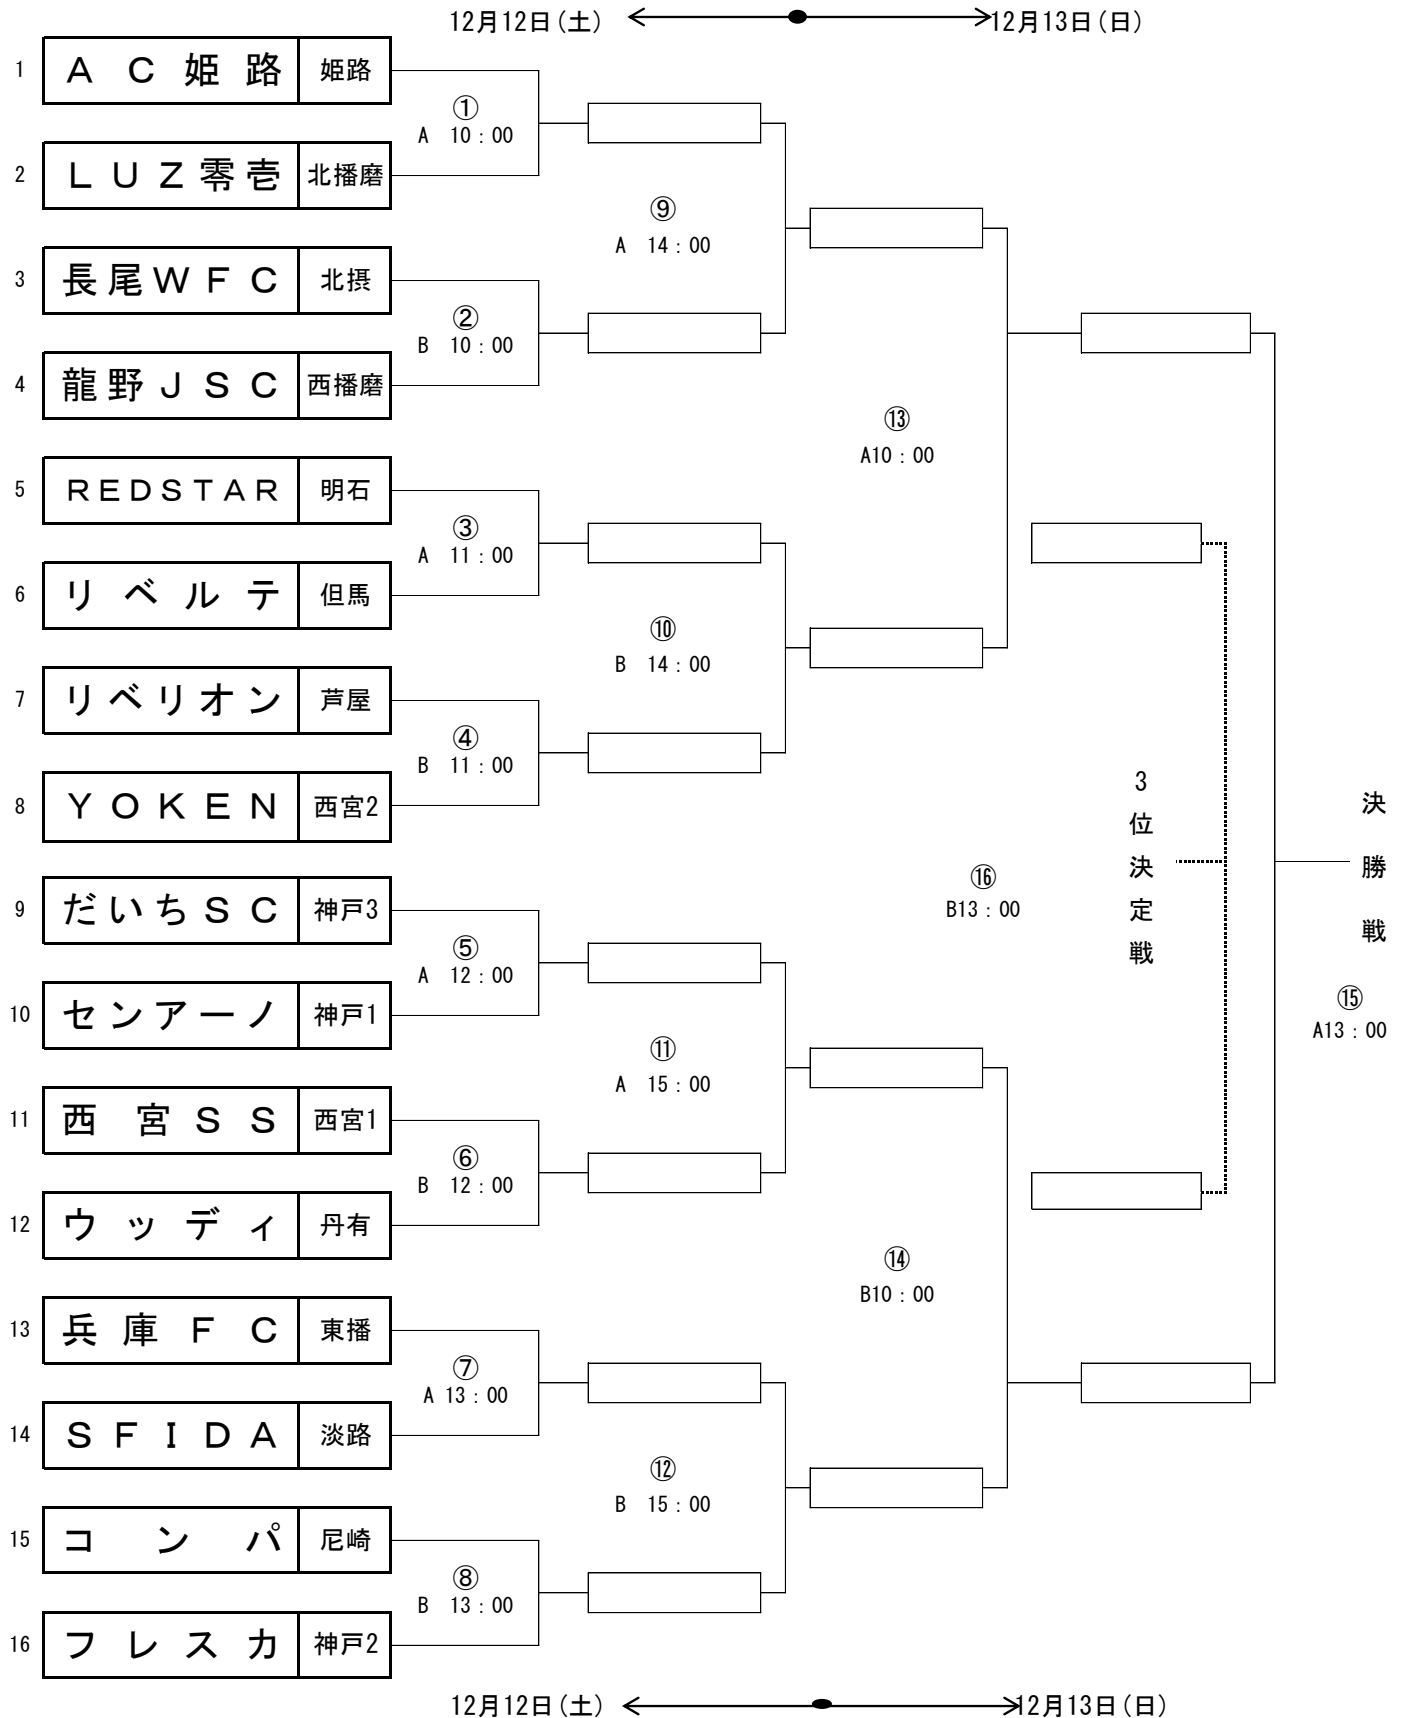 12月12日(土) 12月13日(日)
1 AC姫路 姫路
① A 10:00
2 LUZ零壱 北播磨
⑨ A 14:00
3 長尾WFC 北摂
② B 10:00
4 龍野JSC 西播磨
⑬ A10:00
5 REDSTAR 明石
③ A 11:00
6 リベルテ 但馬
⑩ B 14:00
7 リベリオン 芦屋
④ B 11:00
8 YOKEN 西宮2
3位決定戦
決勝戦
⑯ B13:00
9 だいちSC 神戸3
⑤ A 12:00
10 センアーノ 神戸1
⑮ A13:00
⑪ A 15:00
11 西宮SS 西宮1
⑥ B 12:00
12 ウッディ 丹有
⑭ B10:00
13 兵庫FC 東播
⑦ A 13:00
14 SFIDA 淡路
⑫ B 15:00
15 コンパ 尼崎
⑧ B 13:00
16 フレスカ 神戸2
12月12日(土) 12月13日(日)